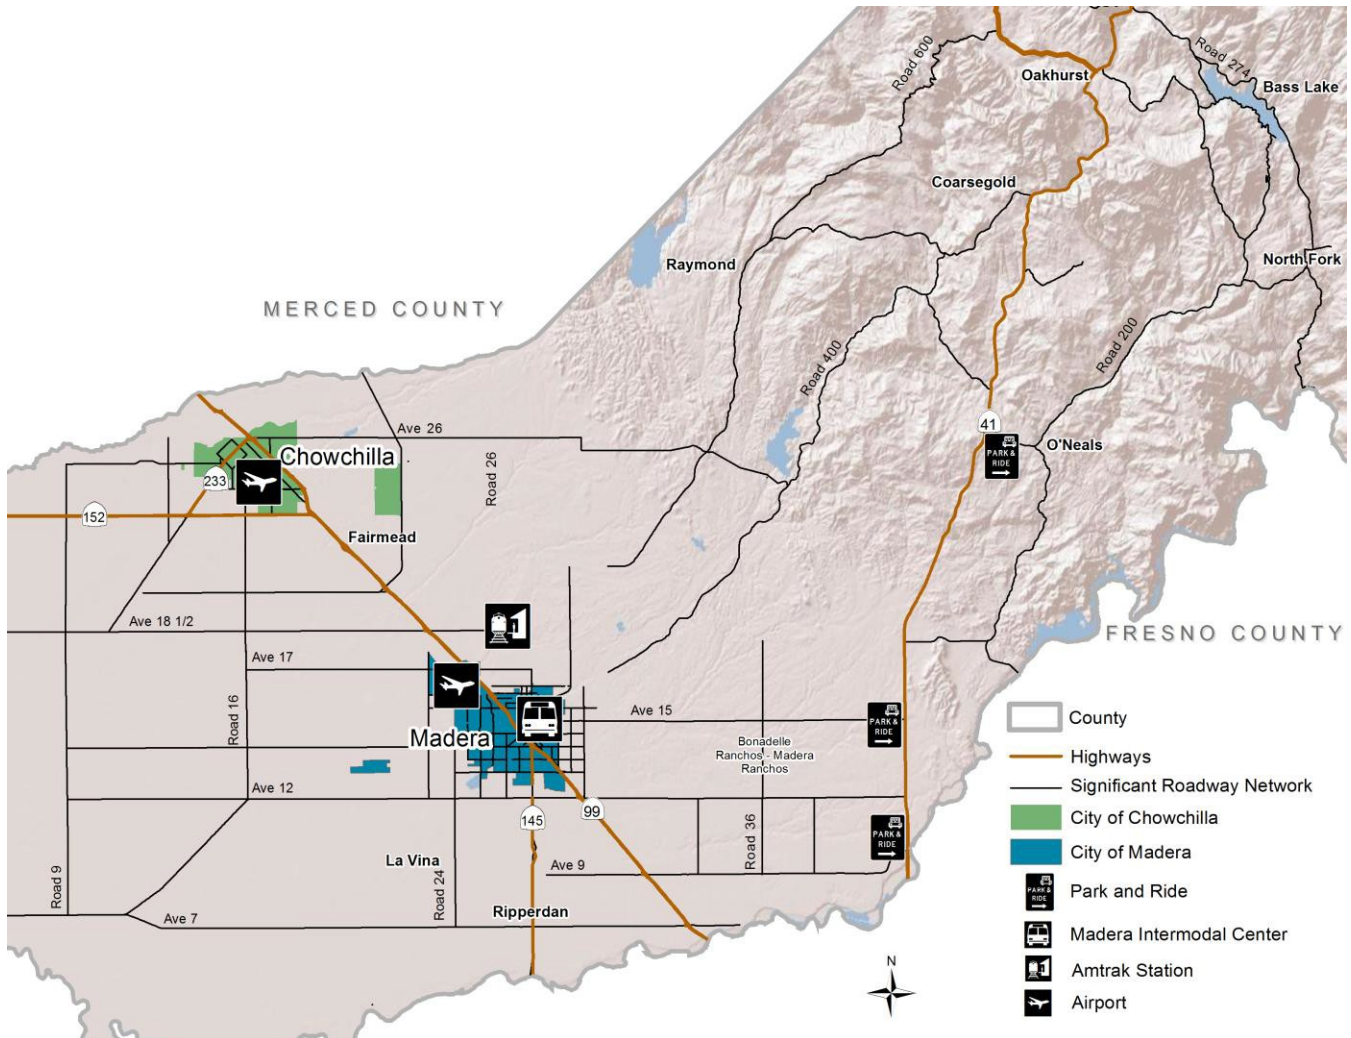 Road 600
Road 274
Oakhurst
Bass Lake
Coarsegold
Raymond
North Fork
MERCED COUNTY
Road 400
Road 200
41
PARK &
RIDE
O'Neals
Ave 26
Chowchilla
Road 26
233
152
Fairmead
Ave 18 1/2
FRESNO COUNTY
Ave 17
Road 16
Ave 15
PARK &
RIDE
Madera
Bonadelle
Ranchos - Madera
Ranchos
Ave 12
99
145
Road 36
PARK &
RIDE
La Vina
Ave 9
Road 9
Road 24
Ripperdan
Ave 7
N
County
Highways
Significant Roadway Network
City of Chowchilla
City of Madera
PARK &
RIDE
Park and Ride
Madera Intermodal Center
Amtrak Station
Airport